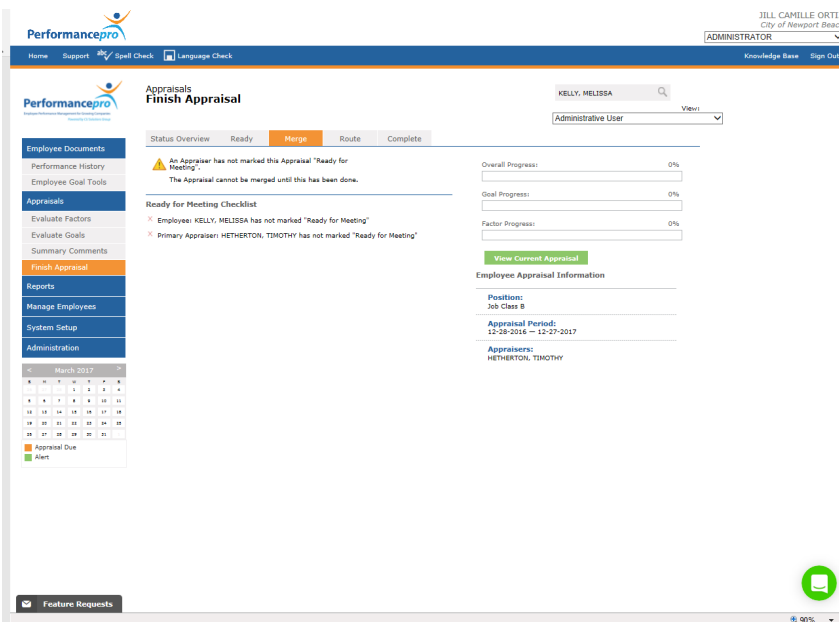 Performancepro
JILL CAMILLE ORTI
City of Newport Beac
ADMINISTRATOR
Home Support abc Spell Check Language Check
Knowledge Base Sign Out
Performancepro
Appraisals
Finish Appraisal
KELLY, MELISSA
View:
Administrative User
Status Overview Ready Merge Route Complete
Employee Documents
Performance History
Employee Goal Tools
Appraisals
Evaluate Factors
Evaluate Goals
Summary Comments
Finish Appraisal
Reports
Manage Employees
System Setup
Administration
An Appraiser has not marked this Appraisal "Ready for
Meeting".
The Appraisal cannot be merged until this has been done.
Ready for Meeting Checklist
X Employee: KELLY, MELISSA has not marked "Ready for Meeting"
X Primary Appraiser: HETHERTON, TIMOTHY has not marked "Ready for Meeting"
Overall Progress: 0%
Goal Progress: 0%
Factor Progress: 0%
View Current Appraisal
Employee Appraisal Information
Position:
Job Class B
Appraisal Period:
12-28-2016 — 12-27-2017
Appraisers:
HETHERTON, TIMOTHY
< March 2017 >
S M T W T F S
1 2 3 4
5 6 7 8 9 10 11
12 13 14 15 16 17 18
19 20 21 22 23 24 25
26 27 28 29 30 31
Appraisal Due
Alert
Feature Requests
90%